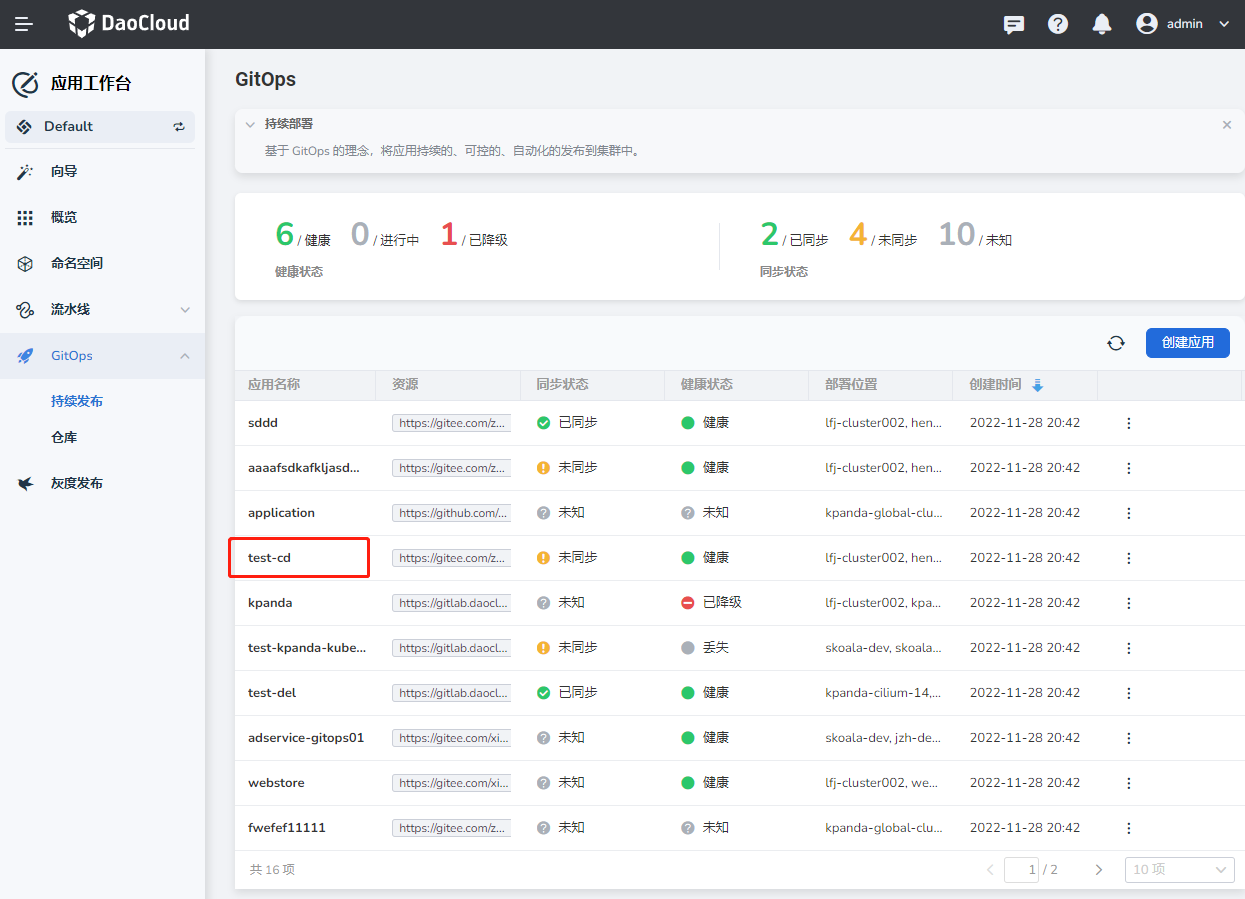 DaoCloud
admin
应用工作台
Default
向导
概览
命名空间
流水线
GitOps
持续发布
仓库
灰度发布
GitOps
持续部署
基于 GitOps 的理念，将应用持续的、可控的、自动化的发布到集群中。
6 / 健康 0 / 进行中 1 / 已降级
健康状态
2 / 已同步 4 / 未同步 10 / 未知
同步状态
创建应用
应用名称 资源 同步状态 健康状态 部署位置 创建时间
sddd https://gitee.com/z... 已同步 健康 lfj-cluster002, hen... 2022-11-28 20:42
aaaafsdkafkljasd... https://gitee.com/z... 未同步 健康 lfj-cluster002, hen... 2022-11-28 20:42
application https://github.com/... 未知 未知 kpanda-global-clu... 2022-11-28 20:42
test-cd https://gitee.com/z... 未同步 健康 lfj-cluster002, hen... 2022-11-28 20:42
kpanda https://gitlab.daocl... 未知 已降级 lfj-cluster002, kpa... 2022-11-28 20:42
test-kpanda-kube... https://gitlab.daocl... 未同步 丢失 skoala-dev, skoala... 2022-11-28 20:42
test-del https://gitlab.daocl... 已同步 健康 kpanda-cilium-14,... 2022-11-28 20:42
adservice-gitops01 https://gitee.com/xi... 未知 健康 skoala-dev, jzh-de... 2022-11-28 20:42
webstore https://gitee.com/xi... 未知 健康 lfj-cluster002, we... 2022-11-28 20:42
fwefef11111 https://gitee.com/z... 未知 未知 kpanda-global-clu... 2022-11-28 20:42
共 16 项 1 / 2 10 项